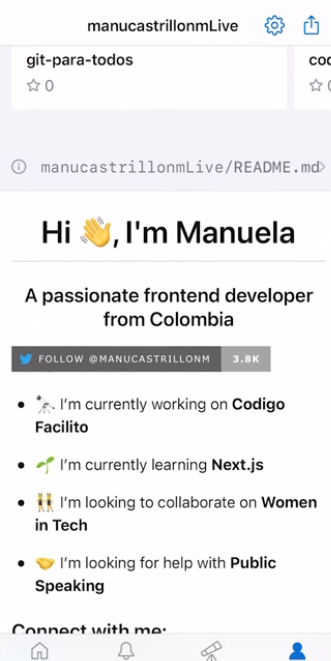 manucastrillonmLive
git-para-todos
0
manucastrillonmLive/README.md
Hi 👋, I'm Manuela
A passionate frontend developer
from Colombia
FOLLOW @MANUCASTRILLONM 3.8K
• 🔭 I'm currently working on Codigo
Facilito
• 🌱 I'm currently learning Next.js
• 👯 I'm looking to collaborate on Women
in Tech
• 🤝 I'm looking for help with Public
Speaking
Connect with me: